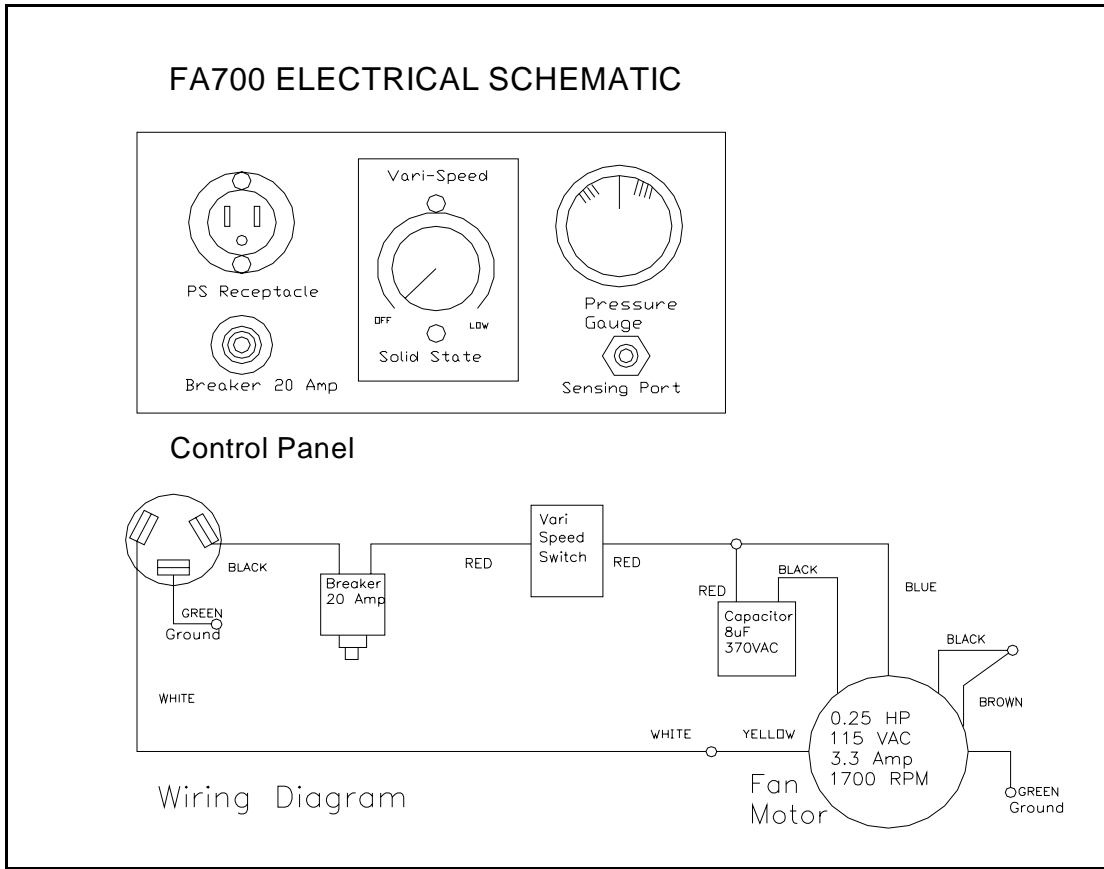 FA700 ELECTRICAL SCHEMATIC
Vari-Speed
PS Receptacle
OFF
LOW
Solid State
Breaker 20 Amp
Pressure
Gauge
Sensing Port
Control Panel
BLACK
GREEN
Ground
WHITE
Breaker
20 Amp
RED
Vari
Speed
Switch
RED
RED
BLACK
Capacitor
8uF
370VAC
BLUE
BLACK
BROWN
WHITE
YELLOW
0.25 HP
115 VAC
3.3 Amp
1700 RPM
Fan
Motor
GREEN
Ground
Wiring Diagram